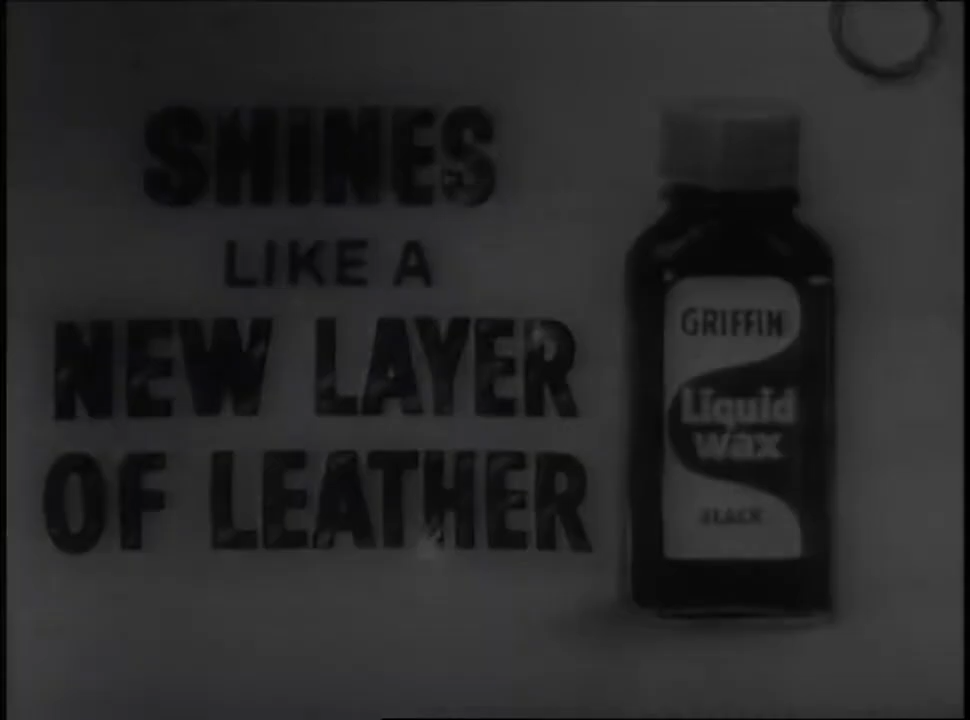 SHINES
LIKE A
NEW LAYER
OF LEATHER
GRIFFIN
Liquid
wax
BLACK